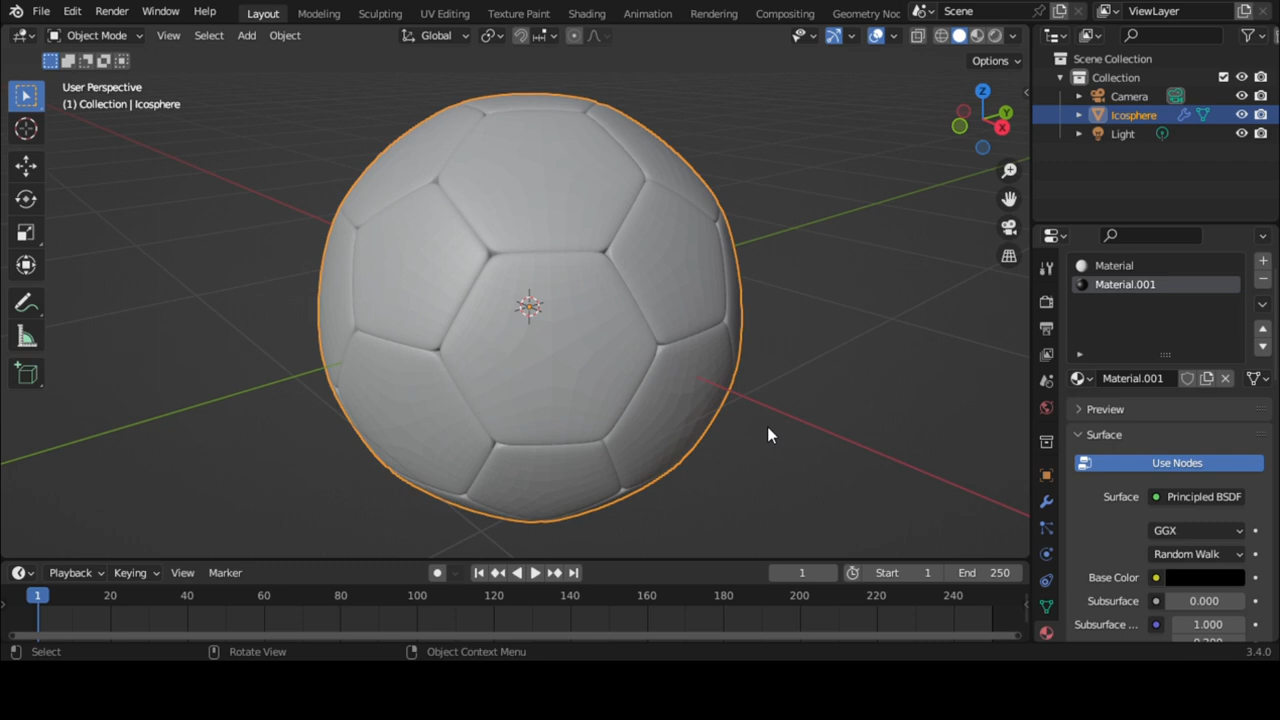 File Edit Render Window Help Layout Modeling Sculpting UV Editing Texture Paint Shading Animation Rendering Compositing Geometry Noc Scene ViewLayer
Object Mode View Select Add Object Global
Options
User Perspective
(1) Collection | Icosphere
Z
Y
X
Scene Collection
Collection
Camera
Icosphere
Light
Material
Material.001
Material.001
Preview
Surface
Use Nodes
Surface Principled BSDF
GGX
Random Walk
Base Color
Subsurface 0.000
Subsurface ... 1.000
Playback Keying View Marker 1 Start 1 End 250
1 20 40 60 80 100 120 140 160 180 200 220 240
Select Rotate View Object Context Menu 3.4.0